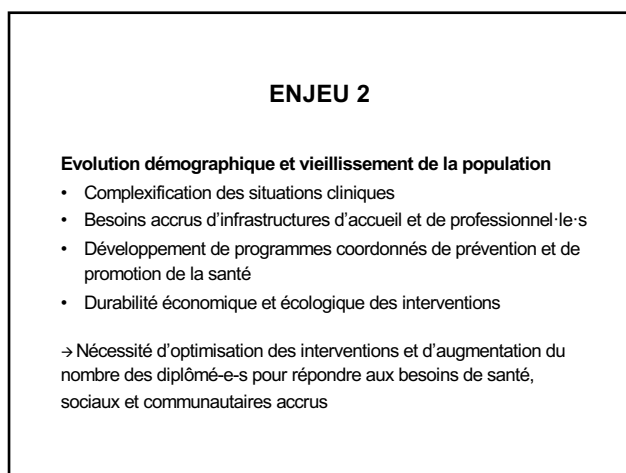 ENJEU 2
Evolution démographique et vieillissement de la population
• Complexification des situations cliniques
• Besoins accrus d'infrastructures d'accueil et de professionnel·le·s
• Développement de programmes coordonnés de prévention et de
promotion de la santé
• Durabilité économique et écologique des interventions
→ Nécessité d'optimisation des interventions et d'augmentation du
nombre des diplômé-e-s pour répondre aux besoins de santé,
sociaux et communautaires accrus